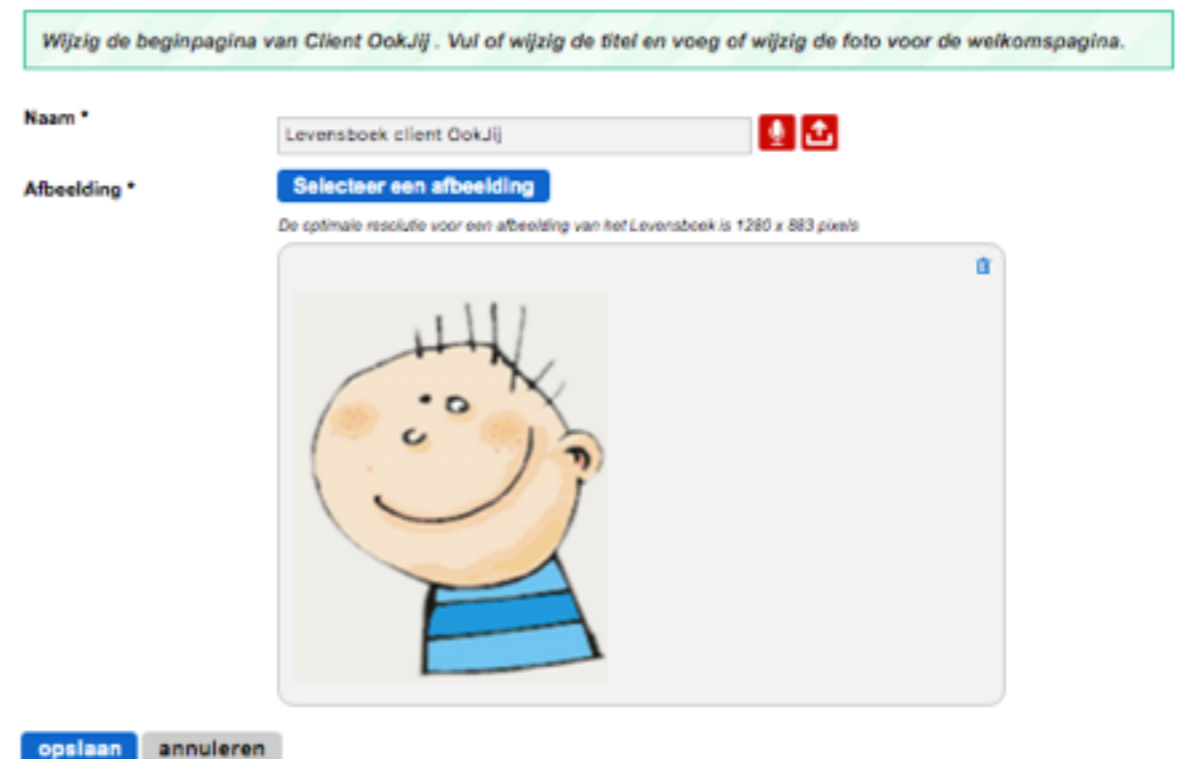 Wijzig de beginpagina van Client OokJij . Vul of wijzig de titel en voeg of wijzig de foto voor de welkomspagina.
Naam *
Levensboek client OokJij
Afbeelding *
Selecteer een afbeelding
De optimale resolutie voor een afbeelding van het Levensboek is 1280 x 883 pixels
opslaan annuleren